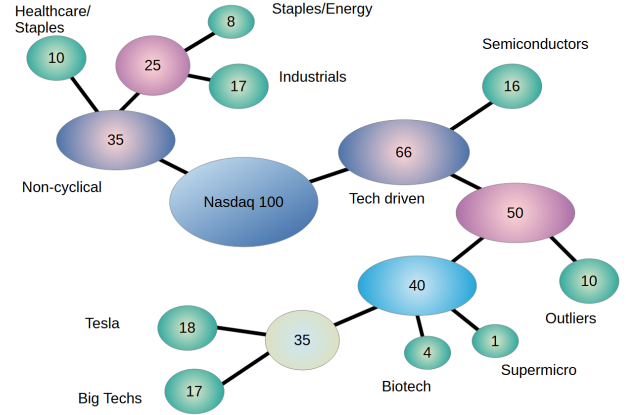 Healthcare/
Staples
Staples/Energy
8
10
25
Industrials
17
Semiconductors
16
35
66
Non-cyclical
Nasdaq 100
Tech driven
50
40
10
Outliers
Tesla
18
35
4
1
Biotech
Supermicro
Big Techs
17